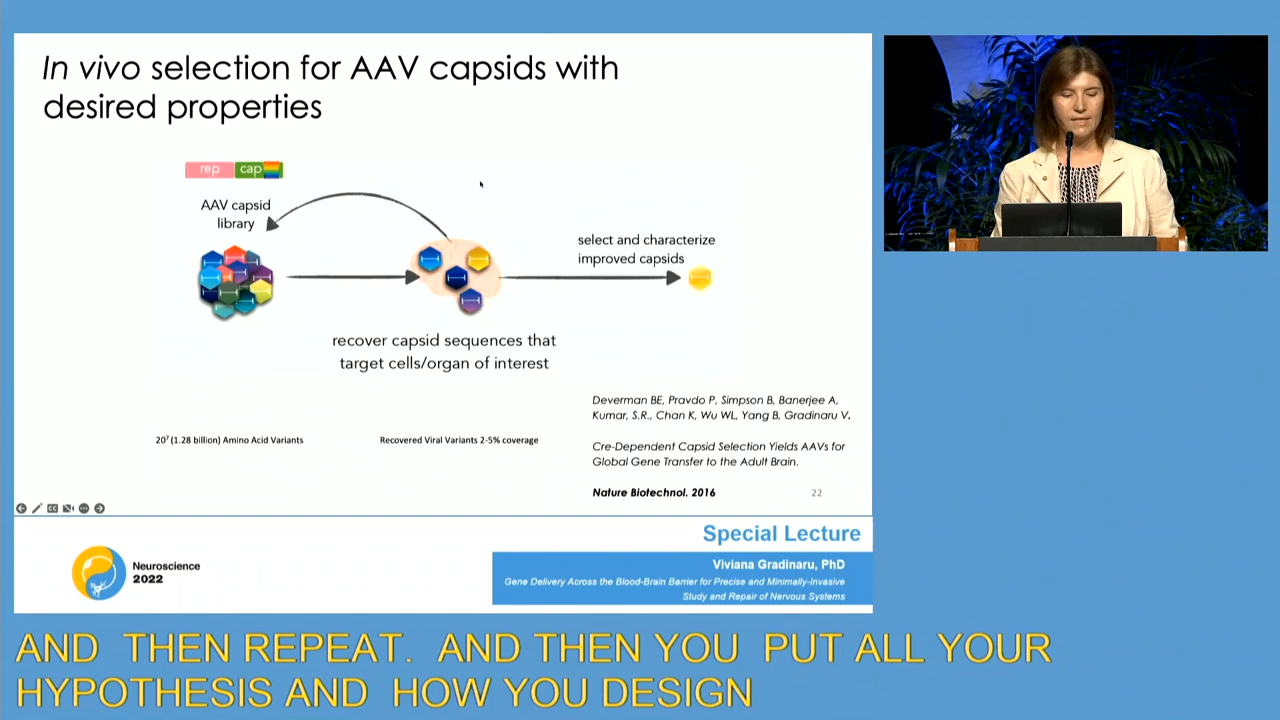 In vivo selection for AAV capsids with
desired properties
rep cap
AAV capsid
library
select and characterize
improved capsids
recover capsid sequences that
target cells/organ of interest
Deverman BE, Pravdo P, Simpson B, Banerjee A,
Kumar, S.R., Chan K, Wu WL, Yang B, Gradinaru V.
20⁷ (1.28 billion) Amino Acid Variants
Recovered Viral Variants 2-5% coverage
Cre-Dependent Capsid Selection Yields AAVs for
Global Gene Transfer to the Adult Brain.
Nature Biotechnol. 2016
22
Special Lecture
Neuroscience
2022
Viviana Gradinaru, PhD
Gene Delivery Across the Blood-Brain Barrier for Precise and Minimally-Invasive
Study and Repair of Nervous Systems
AND THEN REPEAT. AND THEN YOU PUT ALL YOUR
HYPOTHESIS AND HOW YOU DESIGN